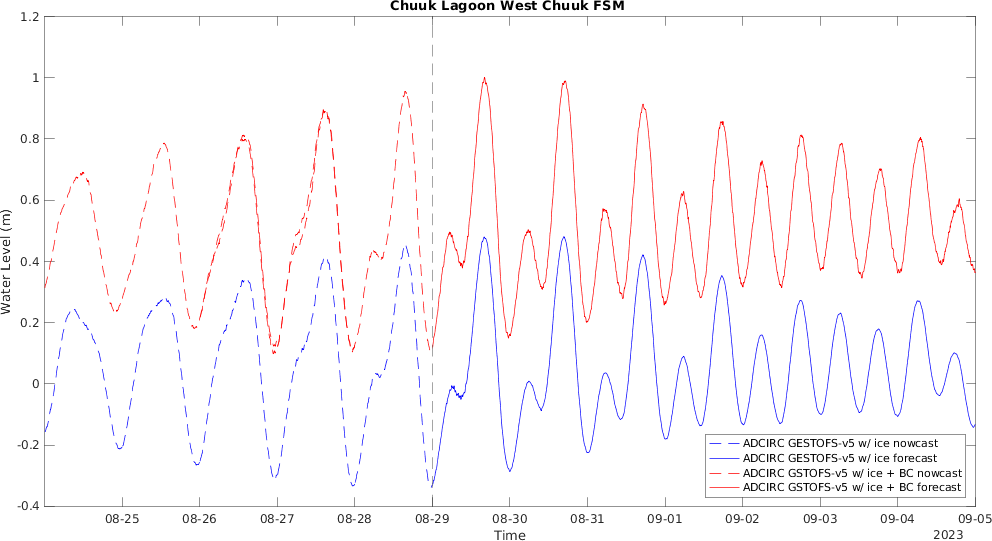 Chuuk Lagoon West Chuuk FSM
1.2
1
0.8
0.6
0.4
0.2
0
-0.2
-0.4
Water Level (m)
ADCIRC GESTOFS-v5 w/ ice nowcast
ADCIRC GESTOFS-v5 w/ ice forecast
ADCIRC GSTOFS-v5 w/ ice + BC nowcast
ADCIRC GSTOFS-v5 w/ ice + BC forecast
08-25 08-26 08-27 08-28 08-29 08-30 08-31 09-01 09-02 09-03 09-04 09-05
Time
2023